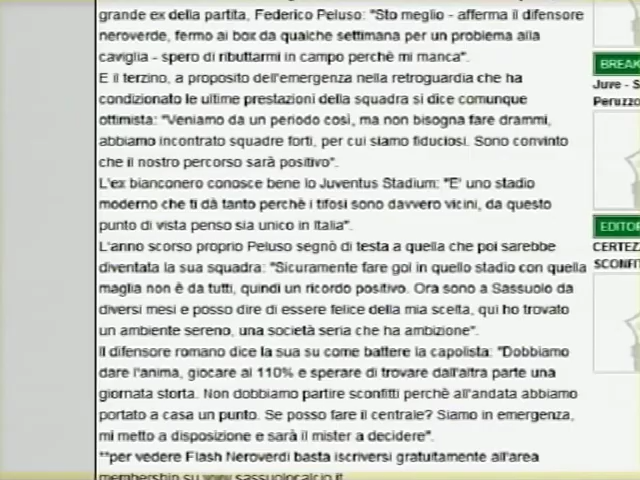 grande ex della partita, Federico Peluso: "Sto meglio - afferma il difensore
neroverde, fermo ai box da qualche settimana per un problema alla
caviglia - spero di ributtarmi in campo perchè mi manca".
E il terzino, a proposito dell'emergenza nella retroguardia che ha
condizionato le ultime prestazioni della squadra si dice comunque
ottimista: "Veniamo da un periodo così, ma non bisogna fare drammi,
abbiamo incontrato squadre forti, per cui siamo fiduciosi. Sono convinto
che il nostro percorso sarà positivo".
L'ex bianconero conosce bene lo Juventus Stadium: "E' uno stadio
moderno che ti dà tanto perchè i tifosi sono davvero vicini, da questo
punto di vista penso sia unico in Italia".
L'anno scorso proprio Peluso segnò di testa a quella che poi sarebbe
diventata la sua squadra: "Sicuramente fare gol in quello stadio con quella
maglia non è da tutti, quindi un ricordo positivo. Ora sono a Sassuolo da
diversi mesi e posso dire di essere felice della mia scelta, qui ho trovato
un ambiente sereno, una società seria che ha ambizione".
Il difensore romano dice la sua su come battere la capolista: "Dobbiamo
dare l'anima, giocare al 110% e sperare di trovare dall'altra parte una
giornata storta. Non dobbiamo partire sconfitti perchè all'andata abbiamo
portato a casa un punto. Se posso fare il centrale? Siamo in emergenza,
mi metto a disposizione e sarà il mister a decidere".
**per vedere Flash Neroverdi basta iscriversi gratuitamente all'area
membership su www.sassuolocalcio.it
BREAK
Juve - S
Peruzzo
EDITOR
CERTEZ
SCONFIT